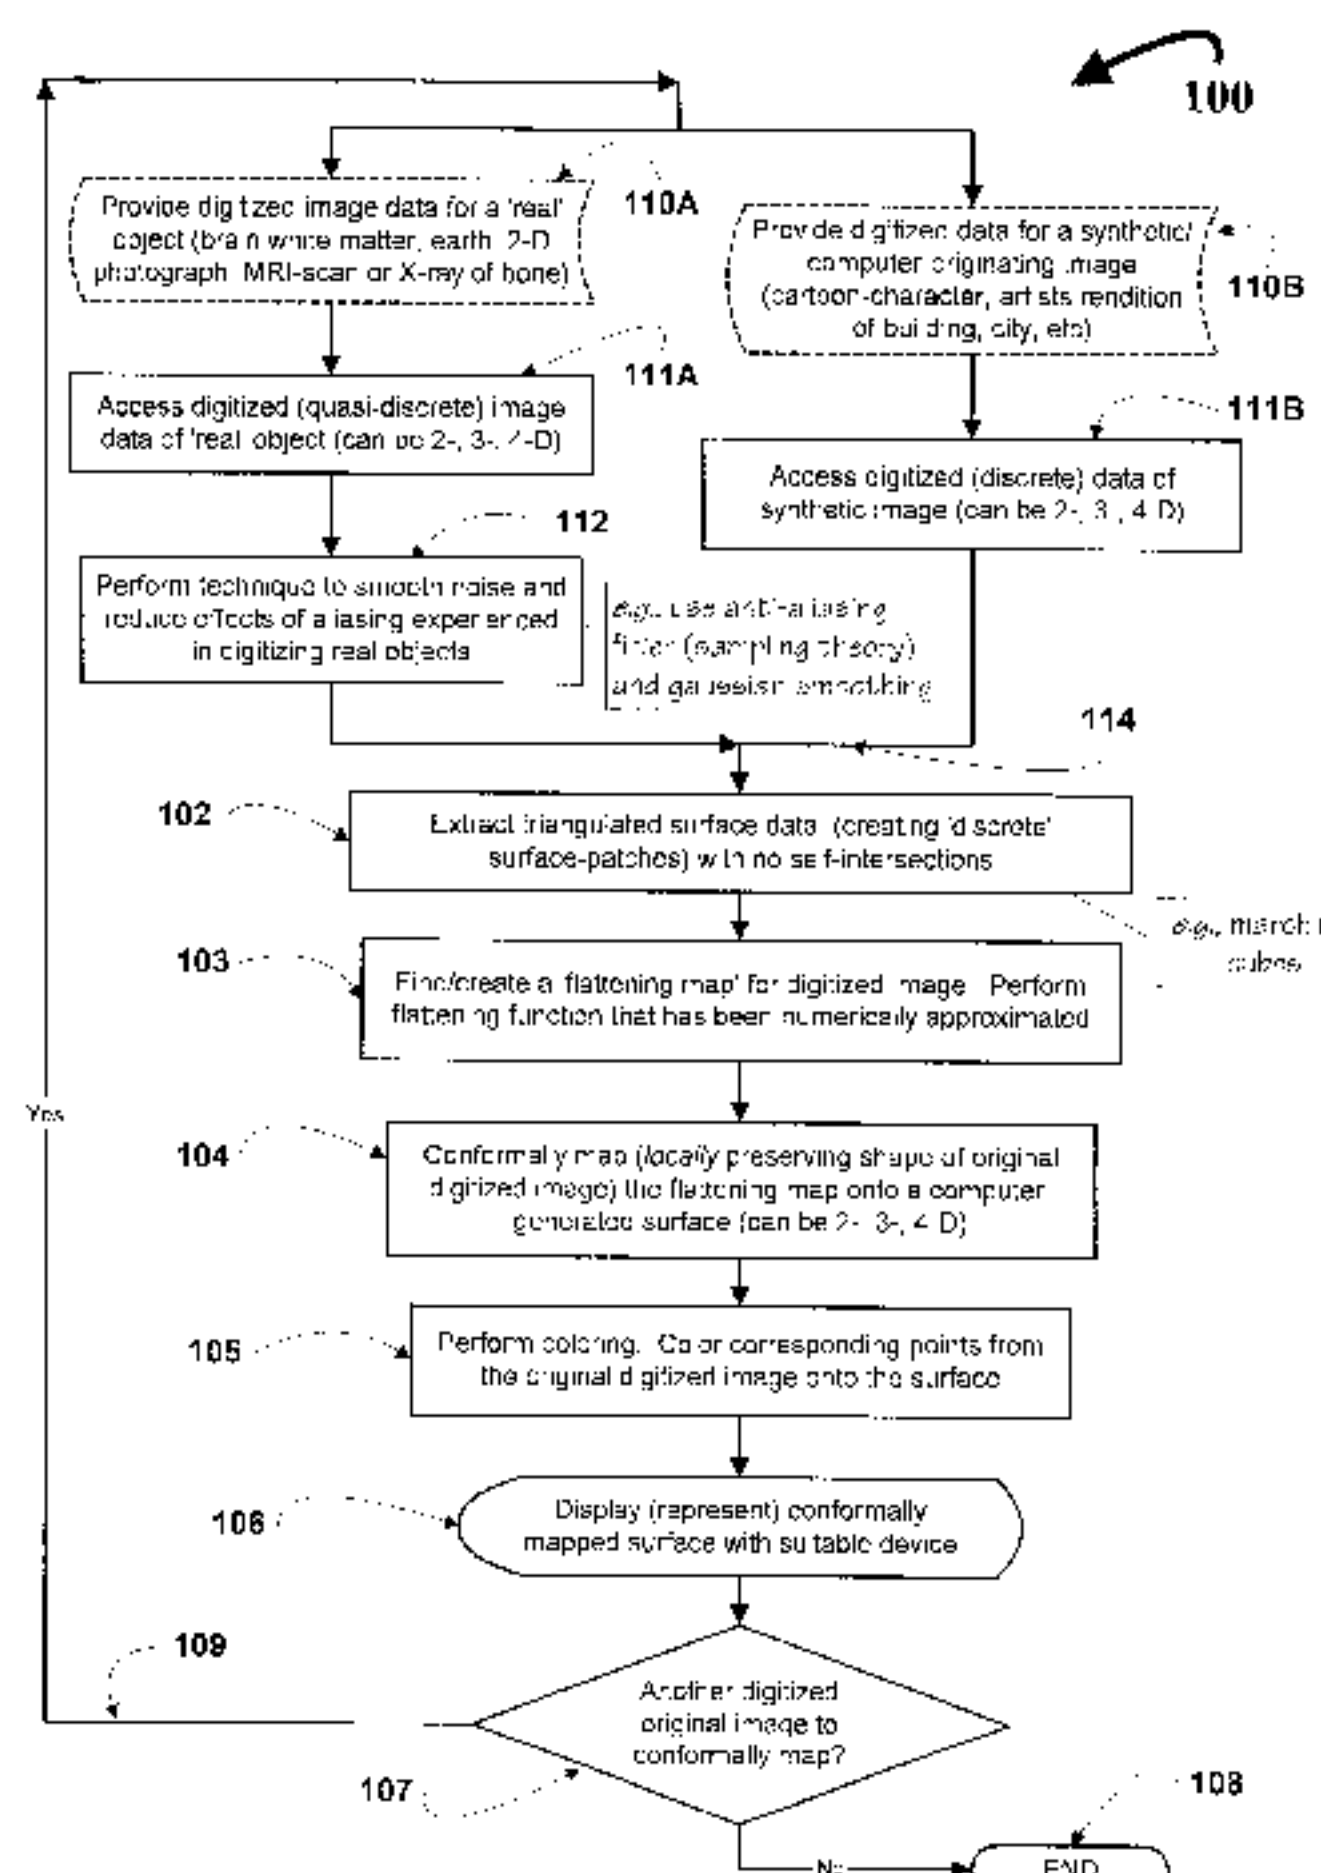 100
Provide digitized image data for a 'real'
object (brain white matter, earth, 2-D
photograph, MRI-scan or X-ray of bone)
110A
Provide digitized data for a synthetic/
computer originating image
(cartoon-character, artists rendition
of building, city, etc)
110B
Access digitized (quasi-discrete) image
data of 'real' object (can be 2-, 3-, 4-D)
111A
Access digitized (discrete) data of
synthetic image (can be 2-, 3-, 4-D)
111B
112
Perform technique to smooth noise and
reduce effects of aliasing experienced
in digitizing real objects
e.g., use anti-aliasing
filter (sampling theory)
and gaussian smoothing
114
102
Extract triangulated surface data (creating 'discrete'
surface-patches) with no self-intersections
e.g., march
cubes
103
Find/create a 'flattening map' for digitized image. Perform
flattening function that has been numerically approximated
Yes
104
Conformally map (locally preserving shape of original
digitized image) the flattening map onto a computer
generated surface (can be 2-, 3-, 4-D)
105
Perform coloring. Color corresponding points from
the original digitized image onto the surface
106
Display (represent) conformally
mapped surface with suitable device
109
Another digitized
original image to
conformally map?
107
108
No
END